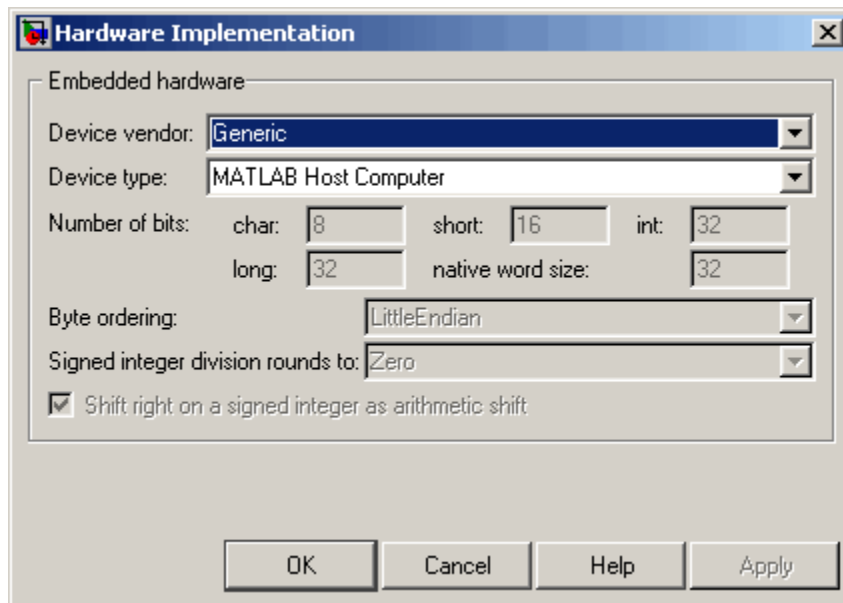 Hardware Implementation
Embedded hardware
Device vendor: Generic
Device type: MATLAB Host Computer
Number of bits: char: 8 short: 16 int: 32
long: 32 native word size: 32
Byte ordering: LittleEndian
Signed integer division rounds to: Zero
Shift right on a signed integer as arithmetic shift
OK Cancel Help Apply